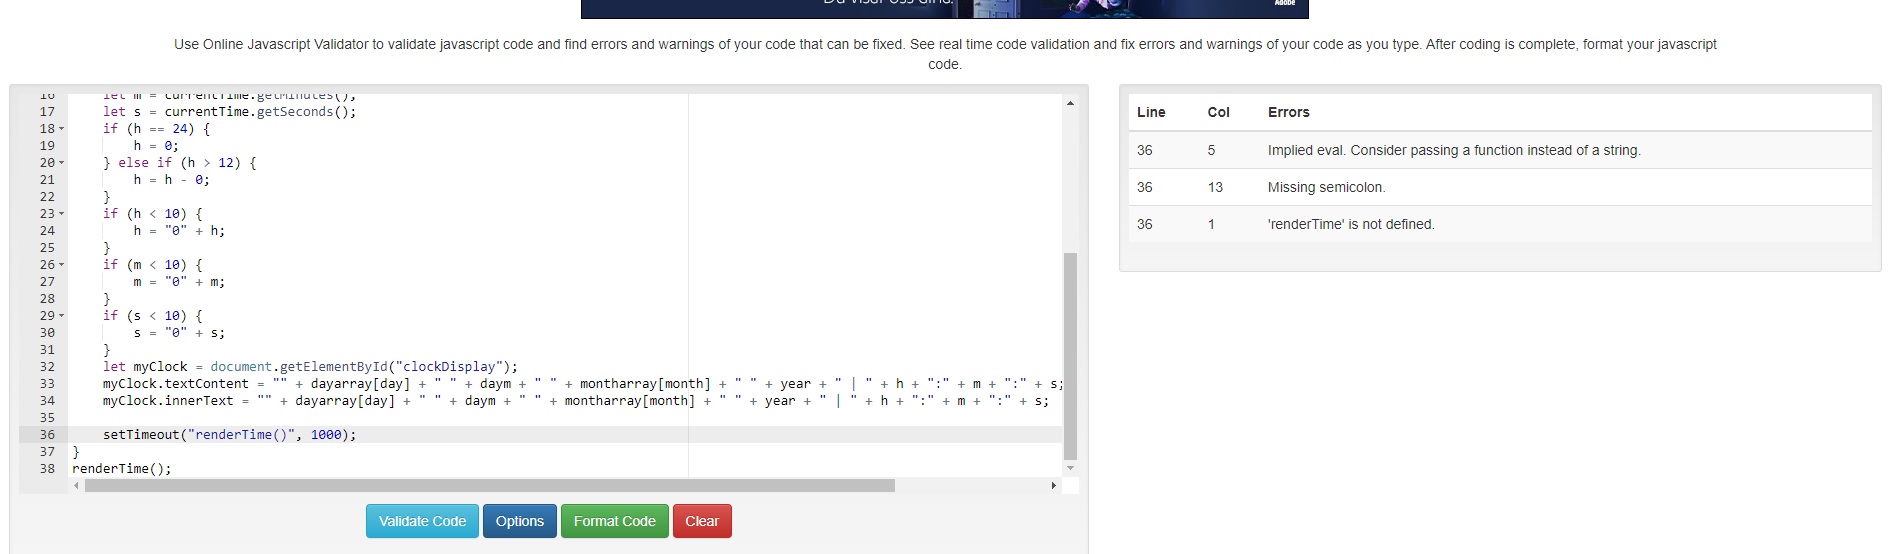 Du visar oss dina.
Adobe
Use Online Javascript Validator to validate javascript code and find errors and warnings of your code that can be fixed. See real time code validation and fix errors and warnings of your code as you type. After coding is complete, format your javascript
code.
16 let m = currentTime.getMinutes();
17 let s = currentTime.getSeconds();
18 if (h == 24) {
19 h = 0;
20 } else if (h > 12) {
21 h = h - 0;
22 }
23 if (h < 10) {
24 h = "0" + h;
25 }
26 if (m < 10) {
27 m = "0" + m;
28 }
29 if (s < 10) {
30 s = "0" + s;
31 }
32 let myClock = document.getElementById("clockDisplay");
33 myClock.textContent = "" + dayarray[day] + " " + daym + " " + montharray[month] + " " + year + " | " + h + ":" + m + ":" + s;
34 myClock.innerText = "" + dayarray[day] + " " + daym + " " + montharray[month] + " " + year + " | " + h + ":" + m + ":" + s;
35
36 setTimeout("renderTime()", 1000);
37 }
38 renderTime();
Validate Code Options Format Code Clear
Line Col Errors
36 5 Implied eval. Consider passing a function instead of a string.
36 13 Missing semicolon.
36 1 'renderTime' is not defined.